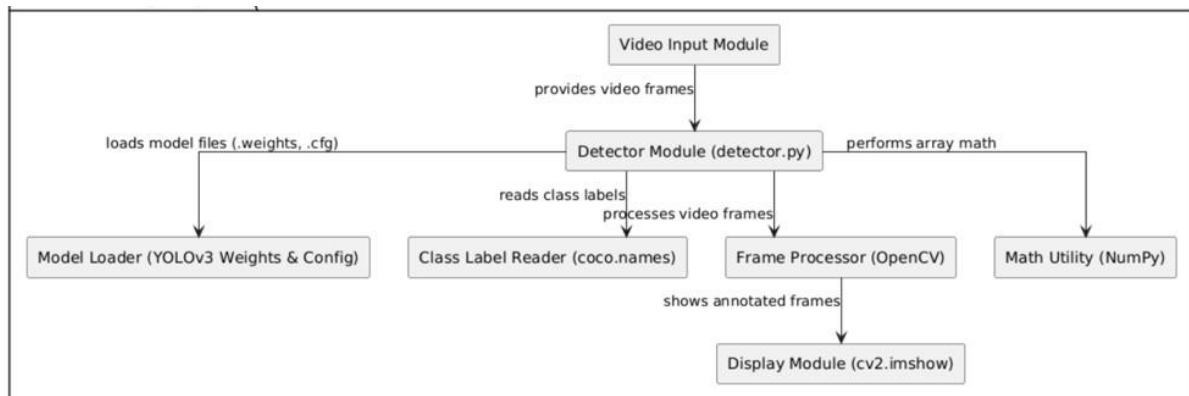 Video Input Module
provides video frames
loads model files (.weights, .cfg)
Detector Module (detector.py)
performs array math
reads class labels
processes video frames
Model Loader (YOLOv3 Weights & Config)
Class Label Reader (coco.names)
Frame Processor (OpenCV)
Math Utility (NumPy)
shows annotated frames
Display Module (cv2.imshow)